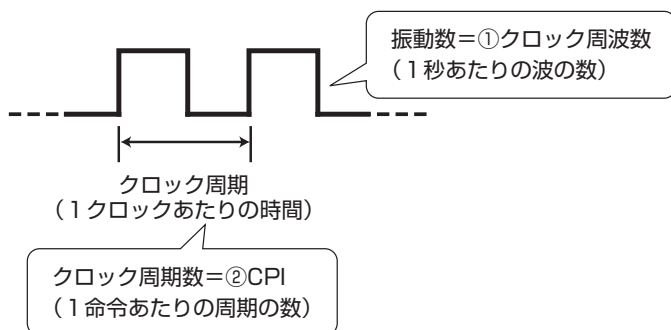 振動数＝①クロック周波数
（１秒あたりの波の数）
クロック周期
（１クロックあたりの時間）
クロック周期数＝②CPI
（１命令あたりの周期の数）